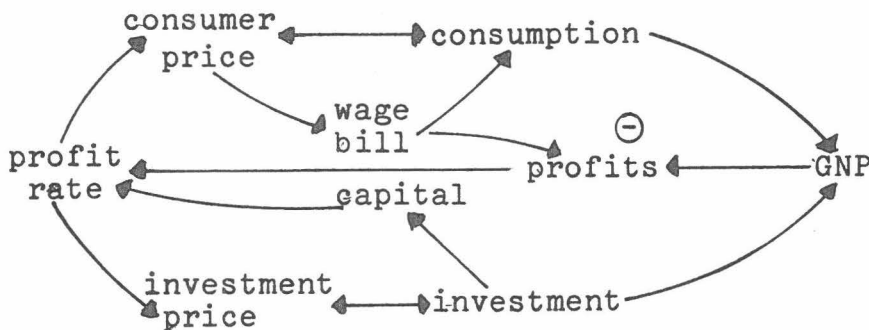 consumer
price
consumption
wage
bill
⊖
profit
rate
profits
GNP
capital
investment
price
investment